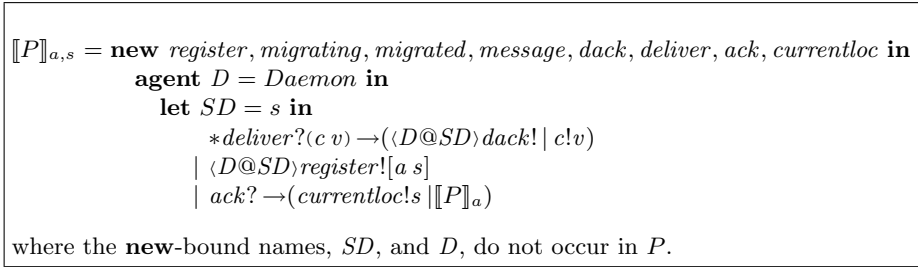 ⟦P⟧a,s = new register, migrating, migrated, message, dack, deliver, ack, currentloc in
agent D = Daemon in
let SD = s in
*deliver?(c v) → (⟨D@SD⟩dack! | c!v)
| ⟨D@SD⟩register![a s]
| ack? → (currentloc!s |⟦P⟧a)
where the new-bound names, SD, and D, do not occur in P.